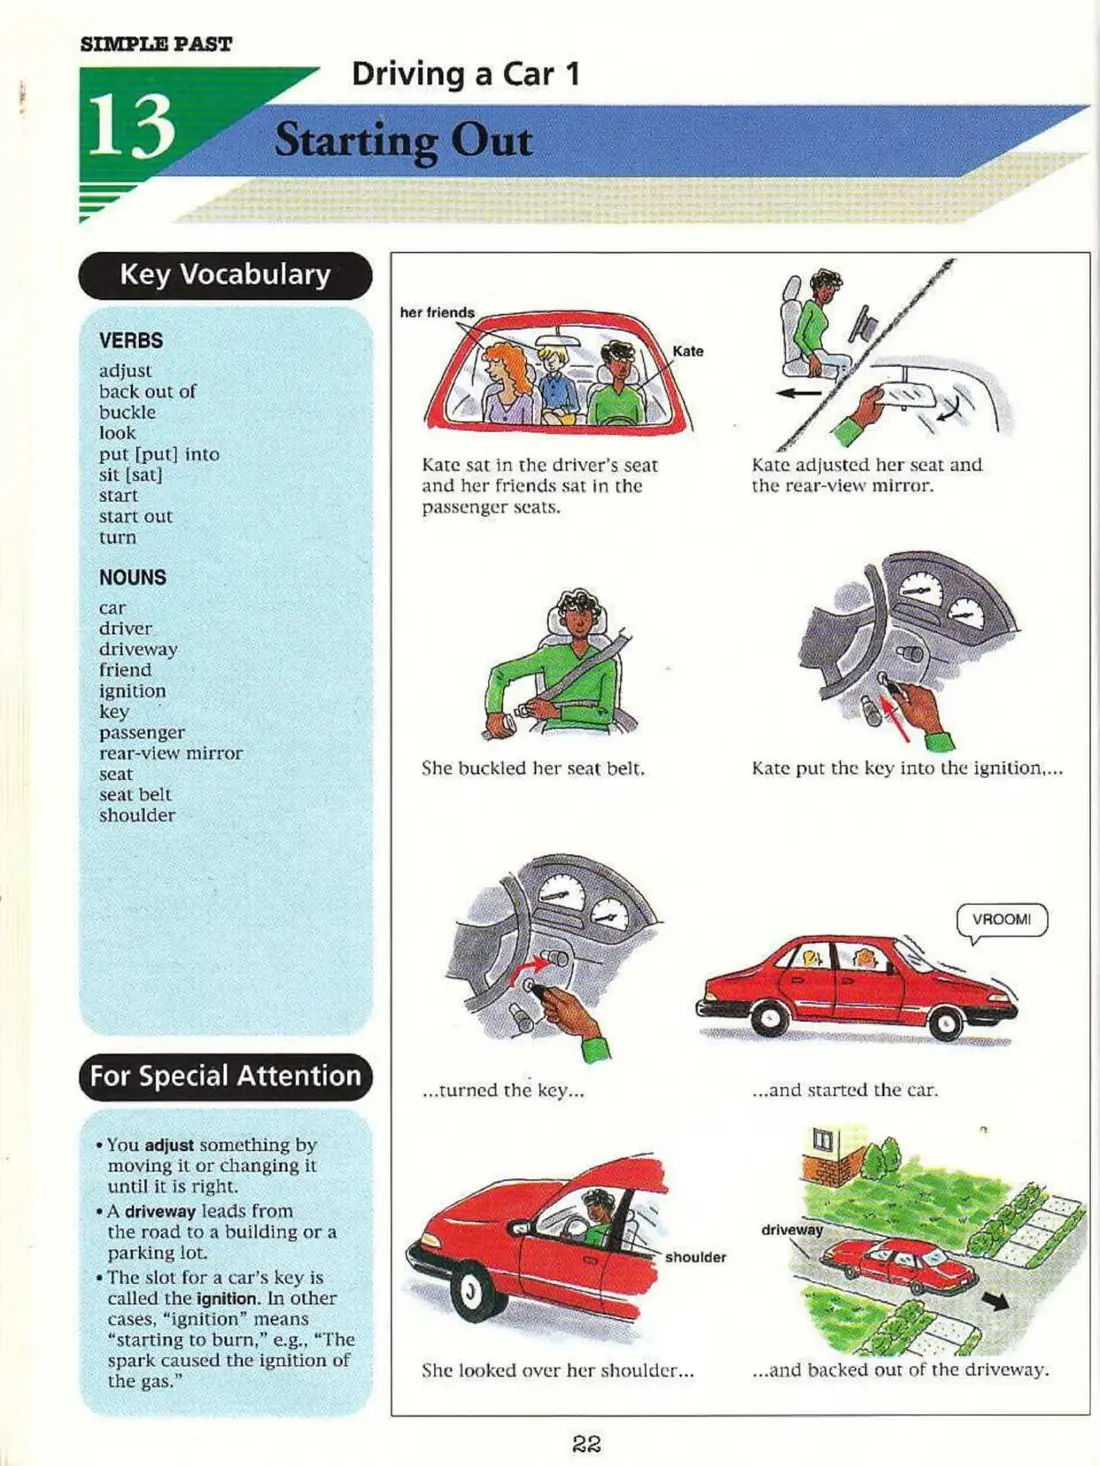 SIMPLE PAST
Driving a Car 1
13
Starting Out
Key Vocabulary
VERBS
adjust
back out of
buckle
look
put [put] into
sit [sat]
start
start out
turn
NOUNS
car
driver
driveway
friend
ignition
key
passenger
rear-view mirror
seat
seat belt
shoulder
For Special Attention
• You adjust something by
moving it or changing it
until it is right.
• A driveway leads from
the road to a building or a
parking lot.
• The slot for a car's key is
called the ignition. In other
cases, "ignition" means
"starting to burn," e.g., "The
spark caused the ignition of
the gas."
her friends
Kate
Kate sat in the driver's seat
and her friends sat in the
passenger seats.
Kate adjusted her seat and
the rear-view mirror.
She buckled her seat belt.
Kate put the key into the ignition,...
...turned the key...
VROOM!
...and started the car.
shoulder
She looked over her shoulder...
driveway
...and backed out of the driveway.
22